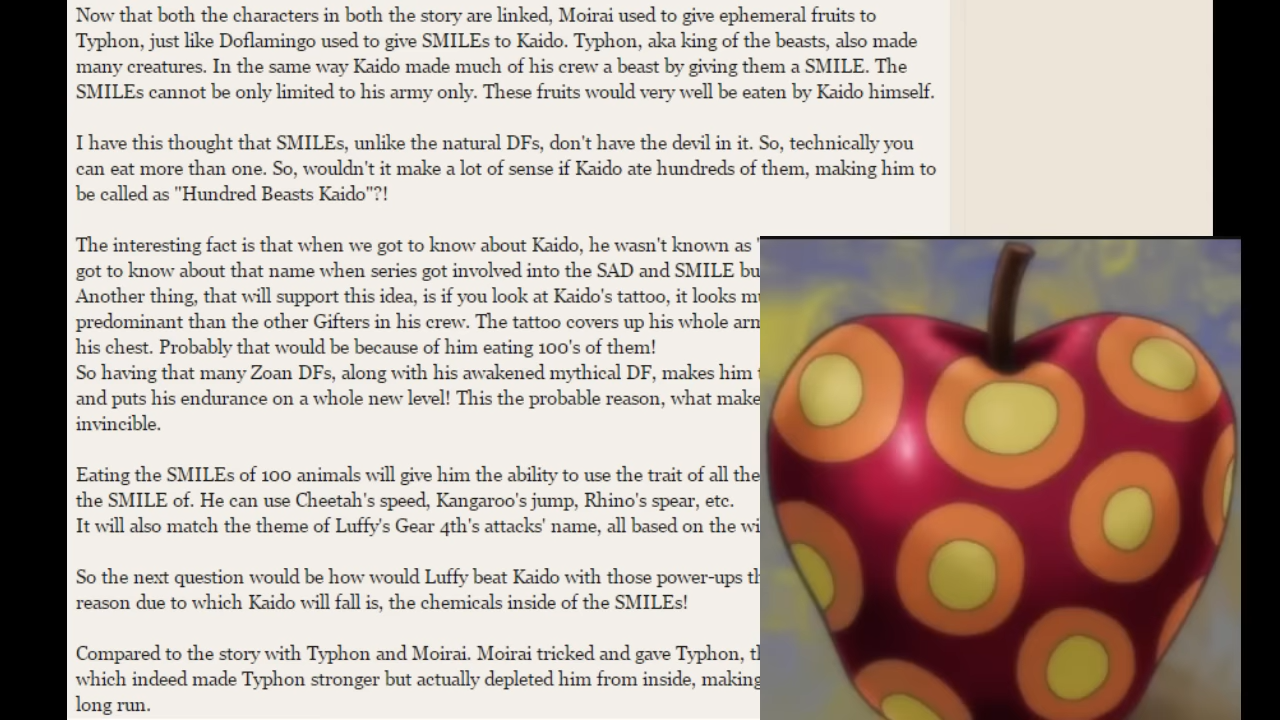 Now that both the characters in both the story are linked, Moirai used to give ephemeral fruits to
Typhon, just like Doflamingo used to give SMILEs to Kaido. Typhon, aka king of the beasts, also made
many creatures. In the same way Kaido made much of his crew a beast by giving them a SMILE. The
SMILEs cannot be only limited to his army only. These fruits would very well be eaten by Kaido himself.
I have this thought that SMILEs, unlike the natural DFs, don't have the devil in it. So, technically you
can eat more than one. So, wouldn't it make a lot of sense if Kaido ate hundreds of them, making him to
be called as "Hundred Beasts Kaido"?!
The interesting fact is that when we got to know about Kaido, he wasn't known as
got to know about that name when series got involved into the SAD and SMILE
Another thing, that will support this idea, is if you look at Kaido's tattoo, it looks
predominant than the other Gifters in his crew. The tattoo covers up his whole
his chest. Probably that would be because of him eating 100's of them!
So having that many Zoan DFs, along with his awakened mythical DF, makes him
and puts his endurance on a whole new level! This the probable reason, what
invincible.
Eating the SMILEs of 100 animals will give him the ability to use the trait of all
the SMILE of. He can use Cheetah's speed, Kangaroo's jump, Rhino's spear, etc.
It will also match the theme of Luffy's Gear 4th's attacks' name, all based on the
So the next question would be how would Luffy beat Kaido with those power-ups
reason due to which Kaido will fall is, the chemicals inside of the SMILEs!
Compared to the story with Typhon and Moirai. Moirai tricked and gave Typhon,
which indeed made Typhon stronger but actually depleted him from inside, making
long run.